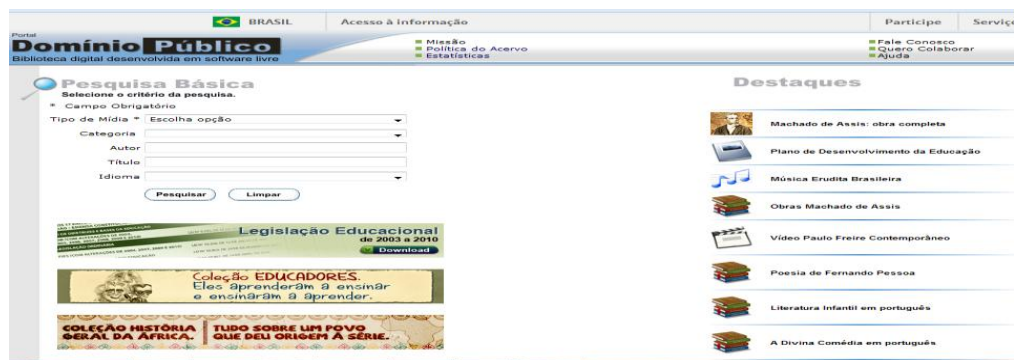 BRASIL
Acesso à informação
Participe
Serviç
Portal
Domínio Público
Biblioteca digital desenvolvida em software livre
Missão
Política do Acervo
Estatísticas
Fale Conosco
Quero Colaborar
Ajuda
Pesquisa Básica
Selecione o critério da pesquisa.
* Campo Obrigatório
Tipo de Mídia * Escolha opção
Categoria
Autor
Título
Idioma
Pesquisar
Limpar
Legislação Educacional
de 2003 a 2010
Download
Coleção EDUCADORES.
Eles aprenderam a ensinar
e ensinaram a aprender.
COLEÇÃO HISTÓRIA
GERAL DA ÁFRICA.
TUDO SOBRE UM POVO
QUE DEU ORIGEM À SÉRIE.
Destaques
Machado de Assis: obra completa
Plano de Desenvolvimento da Educação
Música Erudita Brasileira
Obras Machado de Assis
Vídeo Paulo Freire Contemporâneo
Poesia de Fernando Pessoa
Literatura Infantil em português
A Divina Comédia em português